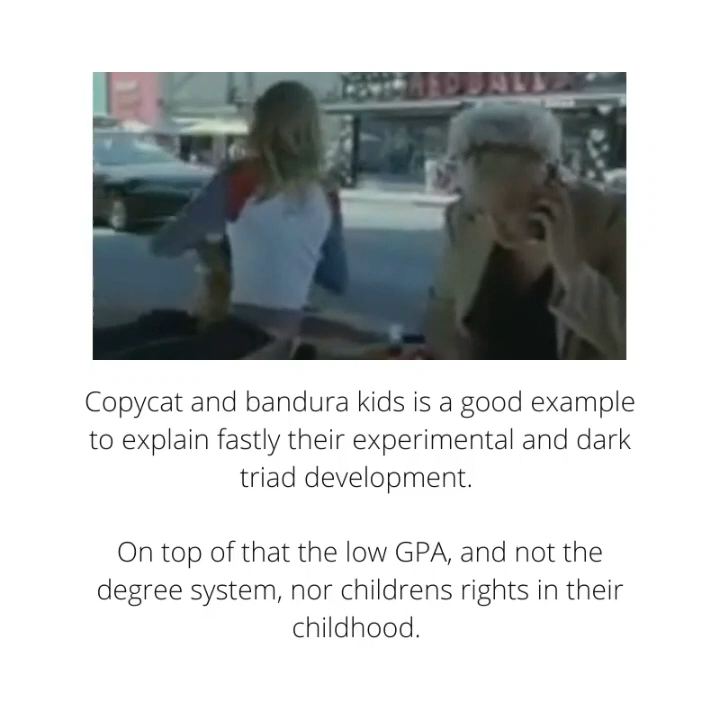 Copycat and bandura kids is a good example
to explain fastly their experimental and dark
triad development.
On top of that the low GPA, and not the
degree system, nor childrens rights in their
childhood.